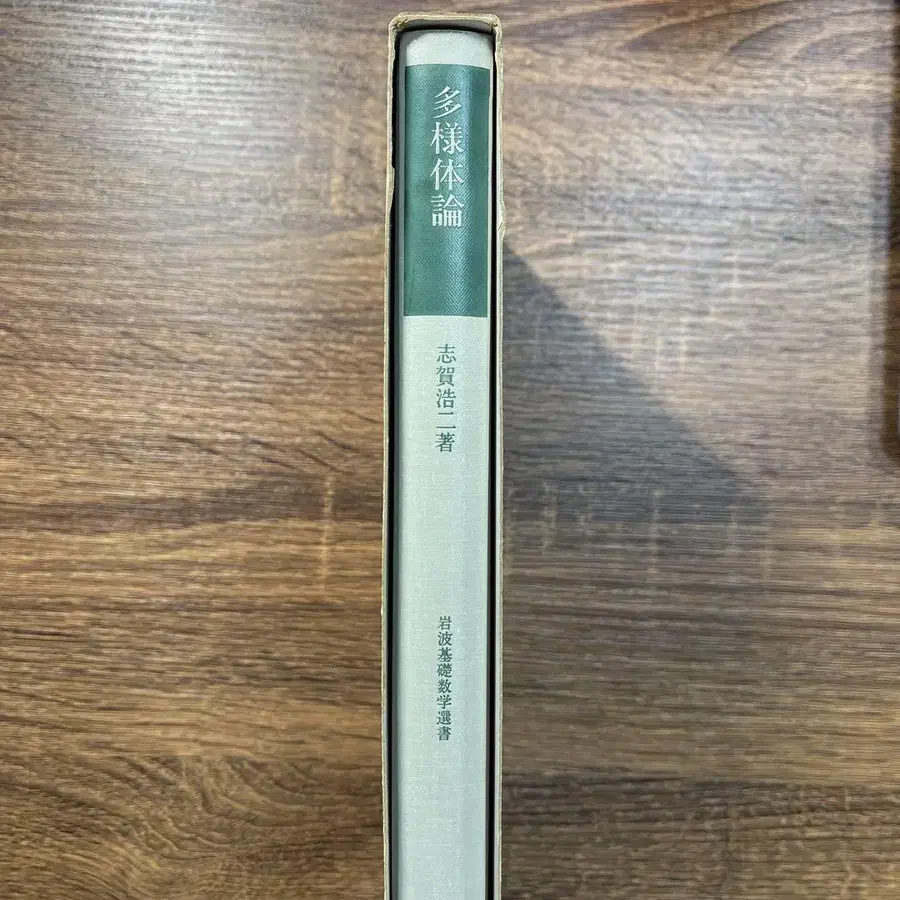 多様体論
志賀浩二著
岩波基礎数学選書